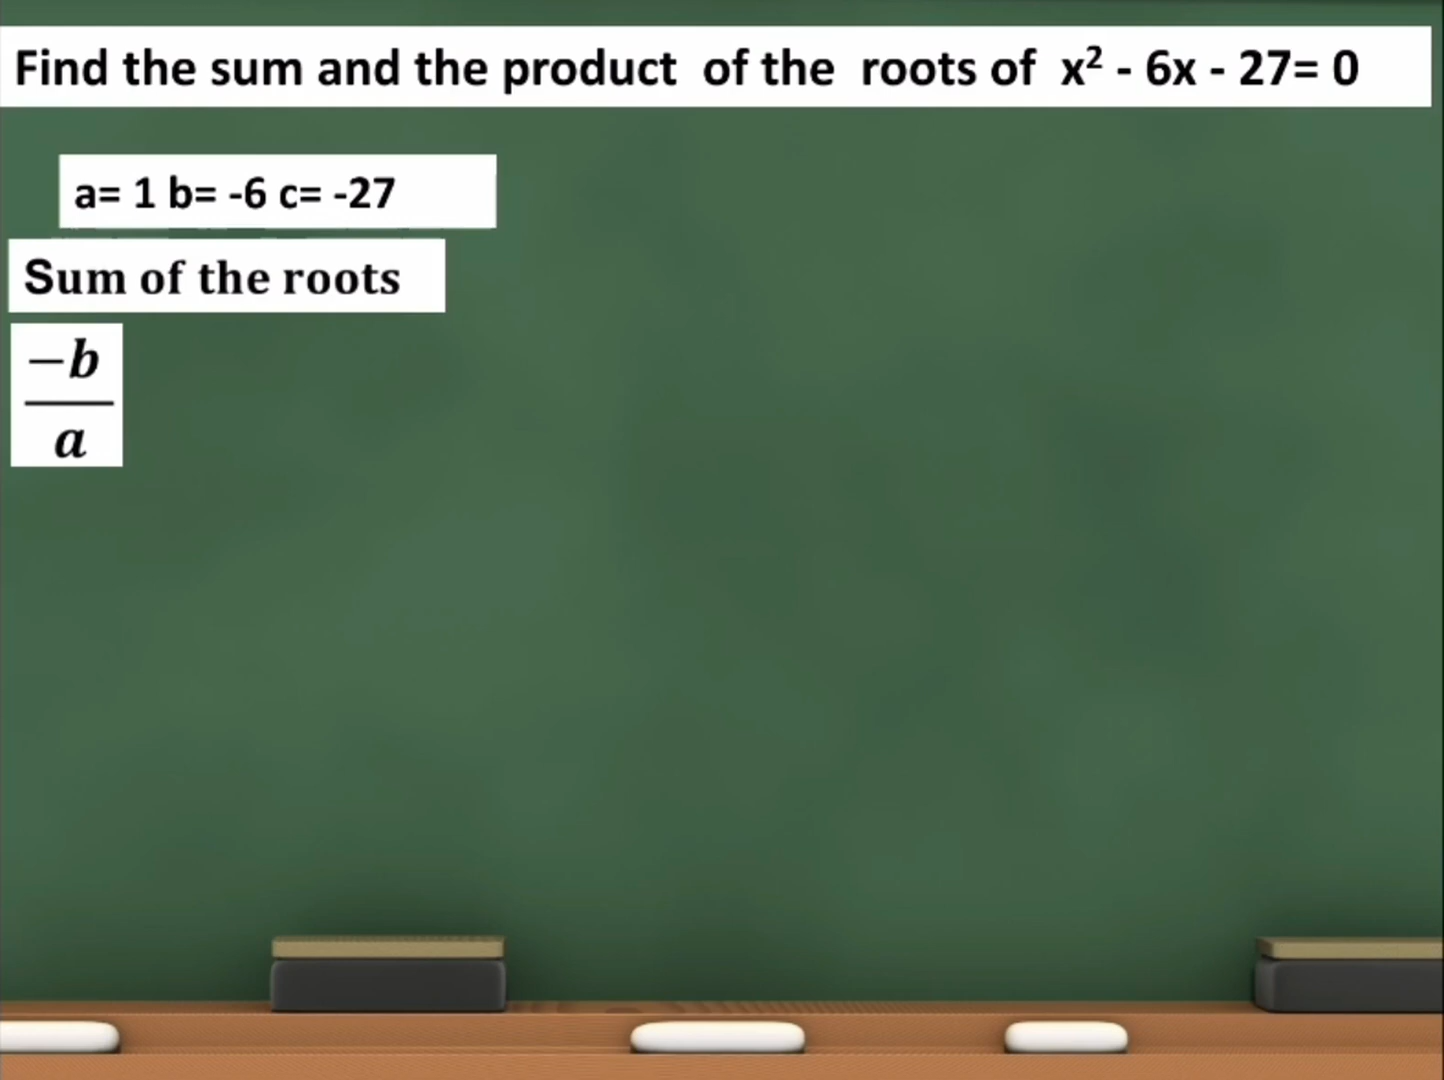 Find the sum and the product of the roots of x² - 6x - 27= 0
a= 1 b= -6 c= -27
Sum of the roots
−b
a